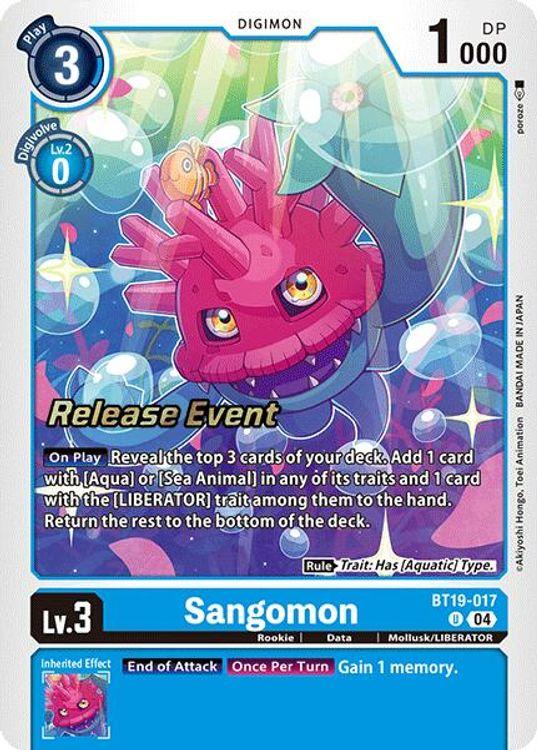 DIGIMON
Play
3
1000
DP
Digivolve
Lv.2
0
poroze
Release Event
On Play Reveal the top 3 cards of your deck. Add 1 card
with [Aqua] or [Sea Animal] in any of its traits and 1 card
with the [LIBERATOR] trait among them to the hand.
Return the rest to the bottom of the deck.
Rule Trait: Has [Aquatic] Type.
©Akiyoshi Hongo, Toei Animation BANDAI MADE IN JAPAN
Lv.3
Sangomon
BT19-017
U 04
Rookie | Data | Mollusk/LIBERATOR
Inherited Effect
End of Attack Once Per Turn Gain 1 memory.